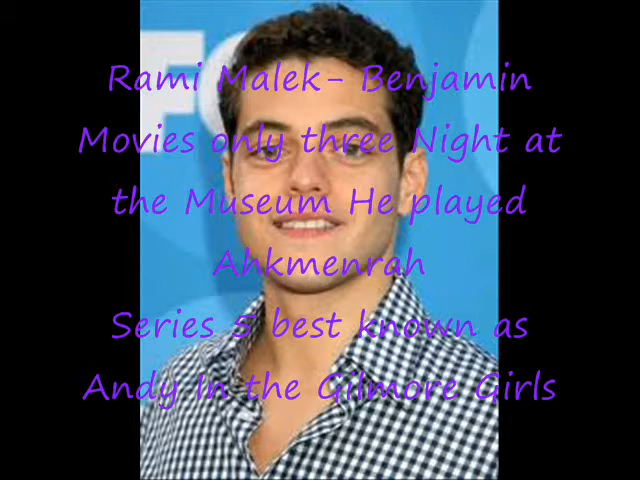 FO
Rami Malek- Benjamin
Movies only three Night at
the Museum He played
Ahkmenrah
Series 5 best known as
Andy In the Gilmore Girls